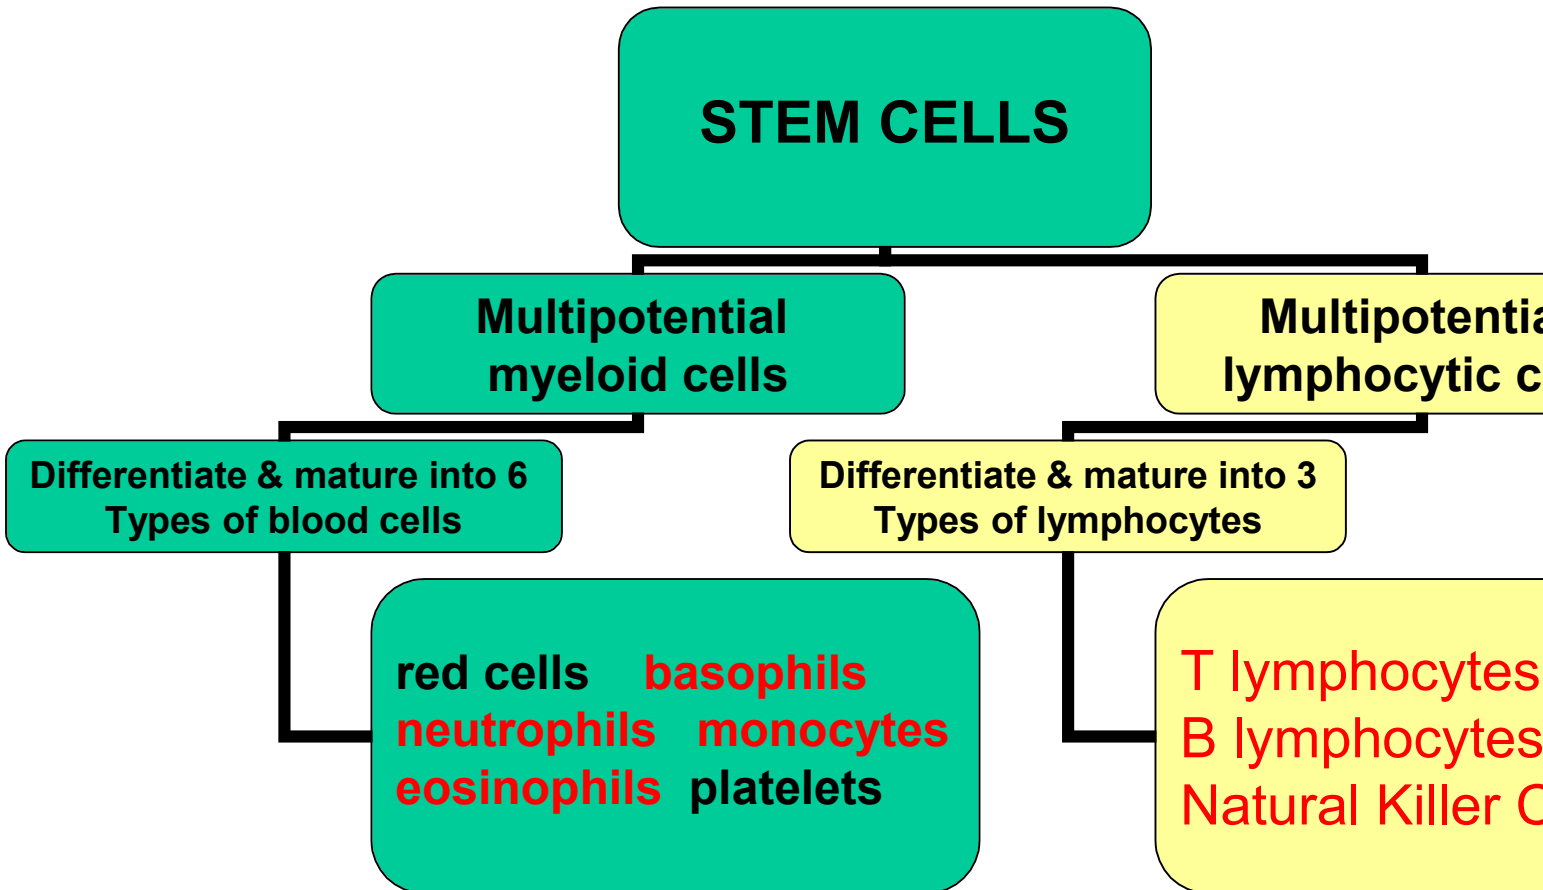 STEM CELLS
Multipotential
myeloid cells
Multipotentia
lymphocytic c
Differentiate & mature into 6
Types of blood cells
Differentiate & mature into 3
Types of lymphocytes
red cells basophils
neutrophils monocytes
eosinophils platelets
T lymphocytes
B lymphocytes
Natural Killer C